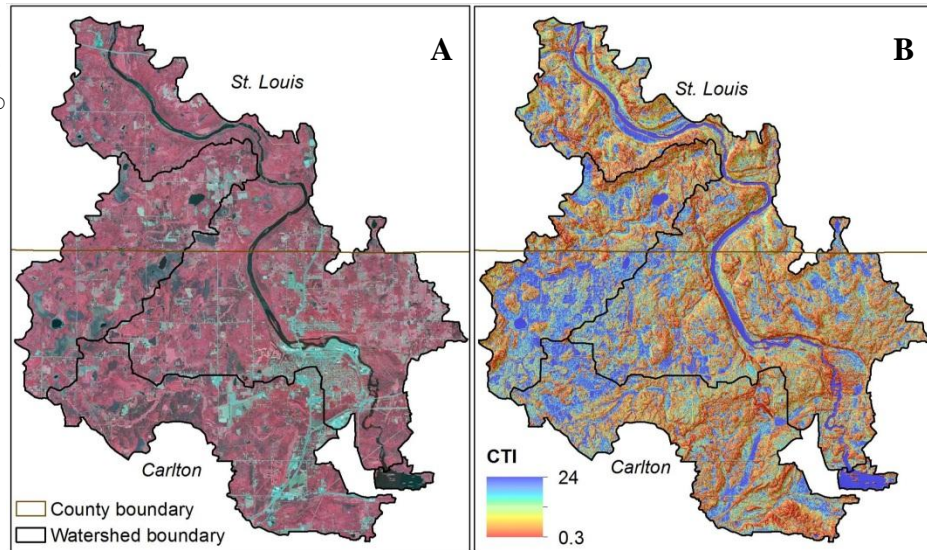 A
St. Louis
Carlton
County boundary
Watershed boundary
B
St. Louis
CTI
24
0.3
Carlton